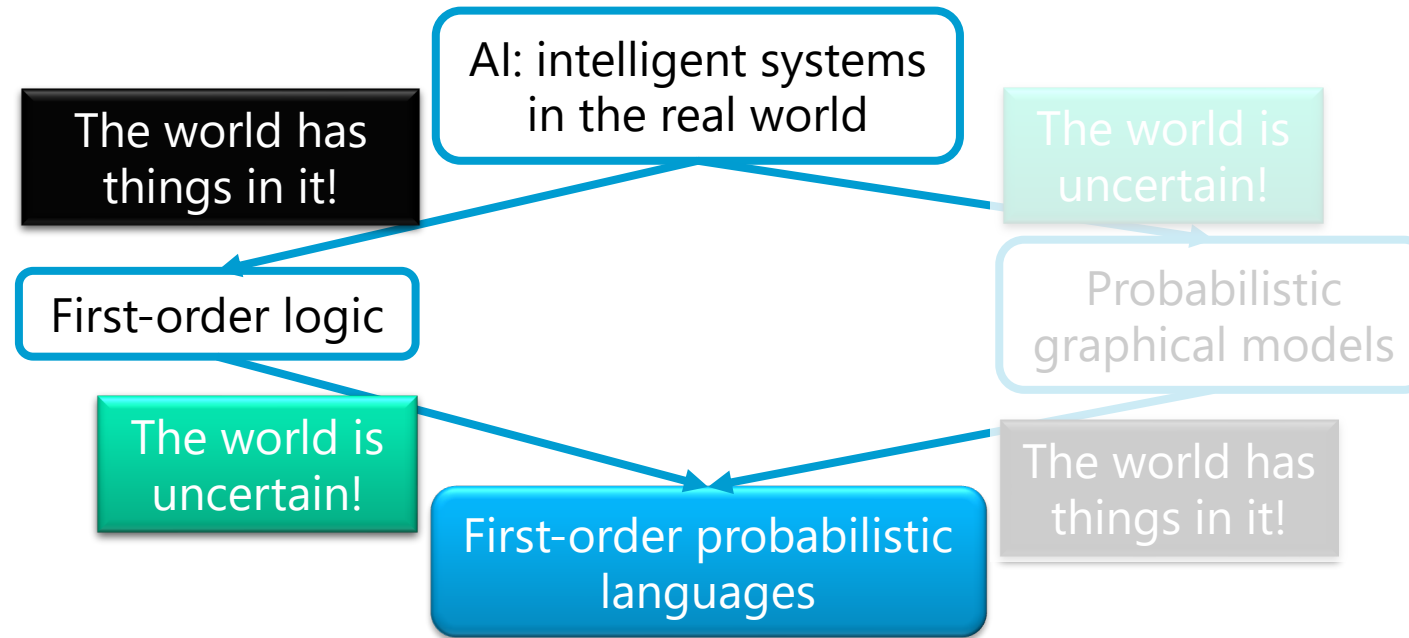 AI: intelligent systems
in the real world
The world has
things in it!
The world is
uncertain!
First-order logic
Probabilistic
graphical models
The world is
uncertain!
The world has
things in it!
First-order probabilistic
languages